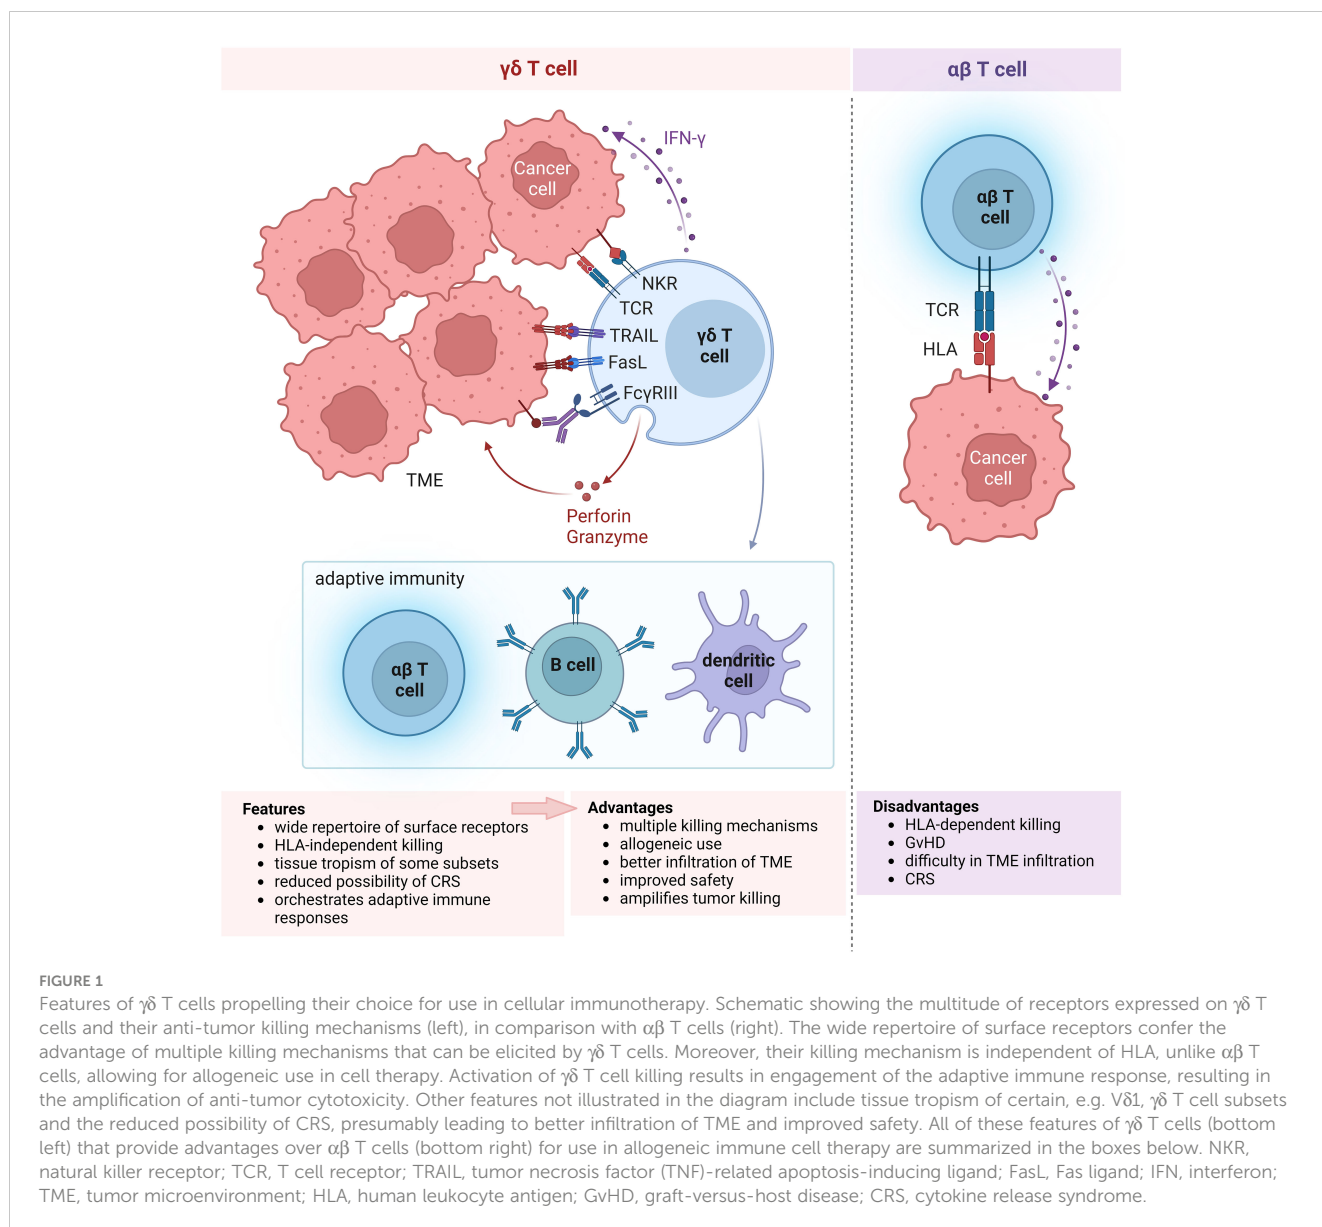 γδ T cell
αβ T cell
IFN-γ
Cancer
cell
NKR
TCR
TRAIL
FasL
FcγRIII
γδ T
cell
TME
Perforin
Granzyme
αβ T
cell
TCR
HLA
Cancer
cell
adaptive immunity
αβ T
cell
B cell
dendritic
cell
Features
• wide repertoire of surface receptors
• HLA-independent killing
• tissue tropism of some subsets
• reduced possibility of CRS
• orchestrates adaptive immune
responses
Advantages
• multiple killing mechanisms
• allogeneic use
• better infiltration of TME
• improved safety
• ampilifies tumor killing
Disadvantages
• HLA-dependent killing
• GvHD
• difficulty in TME infiltration
• CRS
FIGURE 1
Features of γδ T cells propelling their choice for use in cellular immunotherapy. Schematic showing the multitude of receptors expressed on γδ T
cells and their anti-tumor killing mechanisms (left), in comparison with αβ T cells (right). The wide repertoire of surface receptors confer the
advantage of multiple killing mechanisms that can be elicited by γδ T cells. Moreover, their killing mechanism is independent of HLA, unlike αβ T
cells, allowing for allogeneic use in cell therapy. Activation of γδ T cell killing results in engagement of the adaptive immune response, resulting in
the amplification of anti-tumor cytotoxicity. Other features not illustrated in the diagram include tissue tropism of certain, e.g. Vδ1, γδ T cell subsets
and the reduced possibility of CRS, presumably leading to better infiltration of TME and improved safety. All of these features of γδ T cells (bottom
left) that provide advantages over αβ T cells (bottom right) for use in allogeneic immune cell therapy are summarized in the boxes below. NKR,
natural killer receptor; TCR, T cell receptor; TRAIL, tumor necrosis factor (TNF)-related apoptosis-inducing ligand; FasL, Fas ligand; IFN, interferon;
TME, tumor microenvironment; HLA, human leukocyte antigen; GvHD, graft-versus-host disease; CRS, cytokine release syndrome.